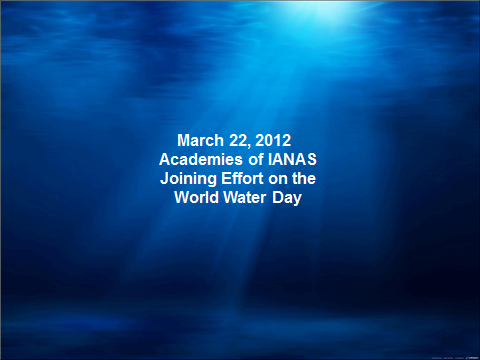 March 22, 2012
Academies of IANAS
Joining Effort on the
World Water Day